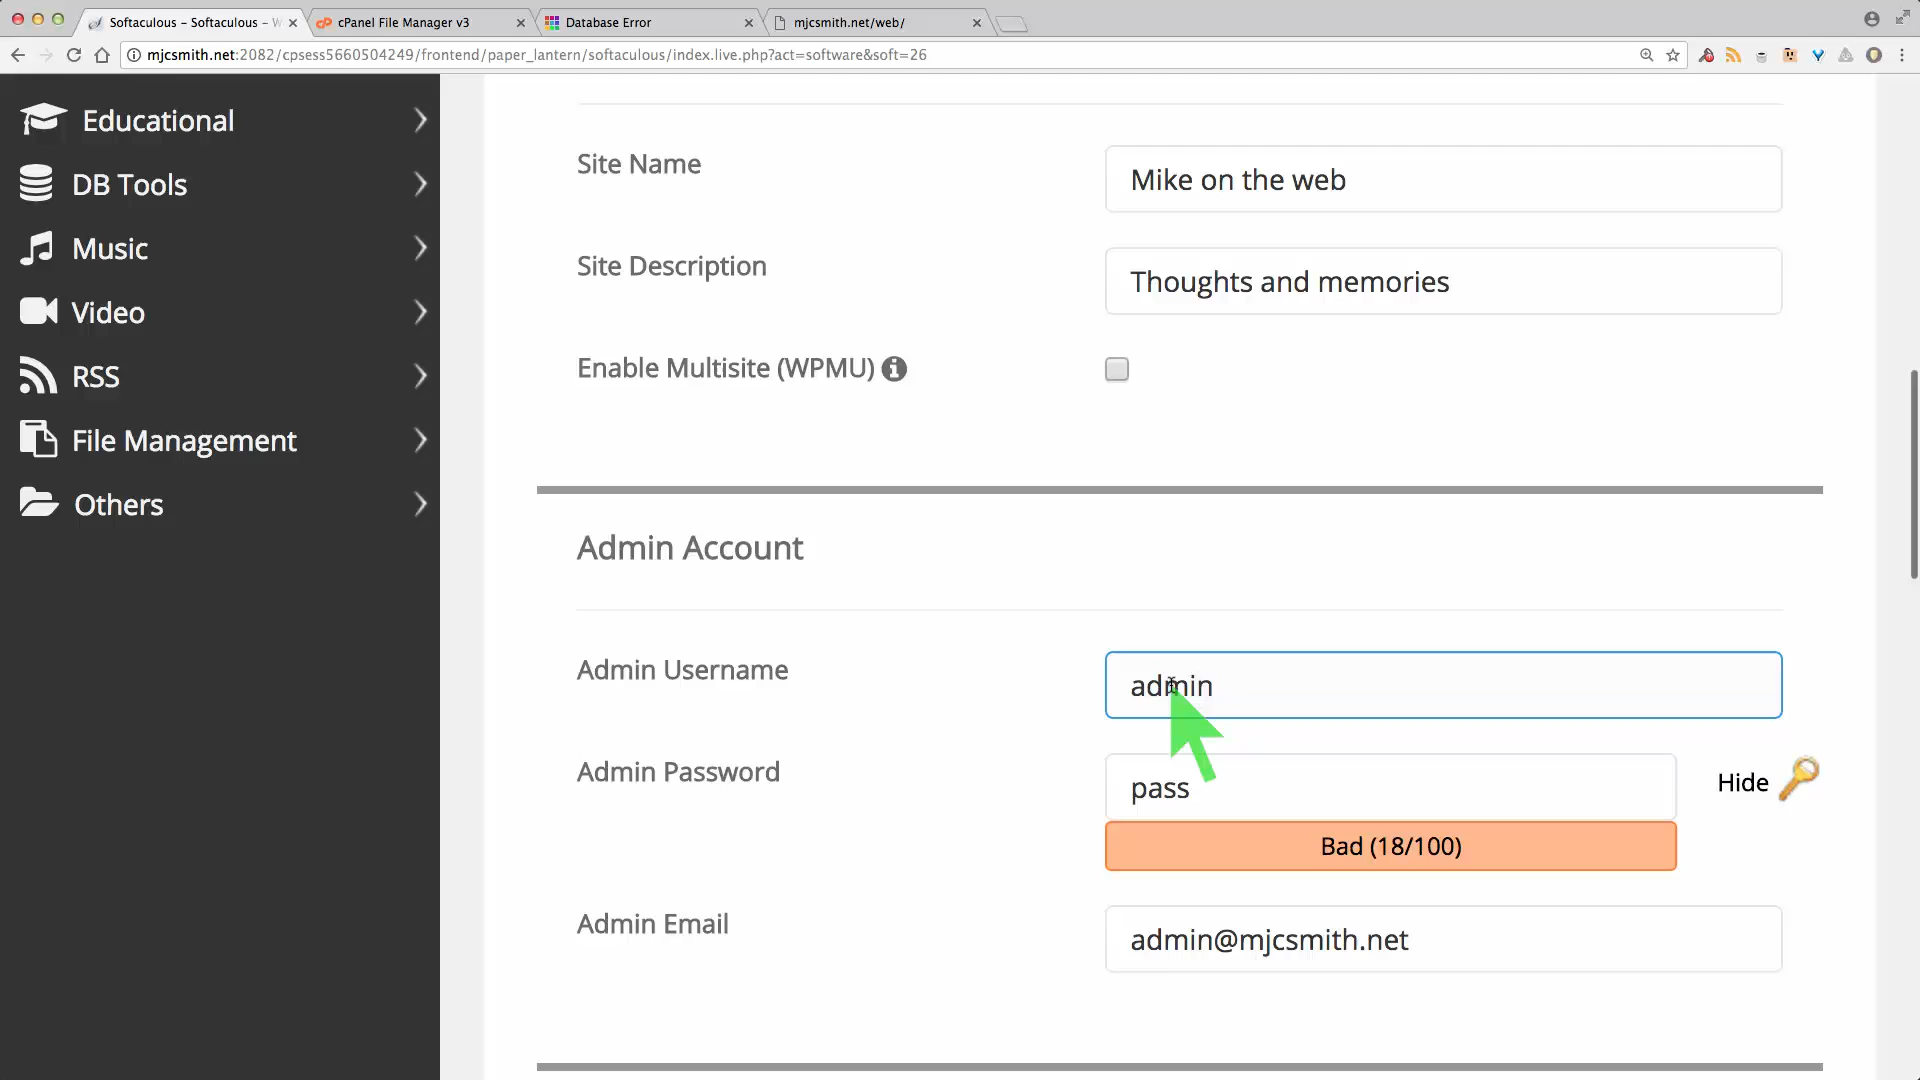 Softaculous – Softaculous – W
cPanel File Manager v3
Database Error
mjcsmith.net/web/
mjcsmith.net:2082/cpsess5660504249/frontend/paper_lantern/softaculous/index.live.php?act=software&soft=26
Educational
DB Tools
Music
Video
RSS
File Management
Others
Site Name
Mike on the web
Site Description
Thoughts and memories
Enable Multisite (WPMU)
Admin Account
Admin Username
admin
Admin Password
pass
Hide
Bad (18/100)
Admin Email
admin@mjcsmith.net